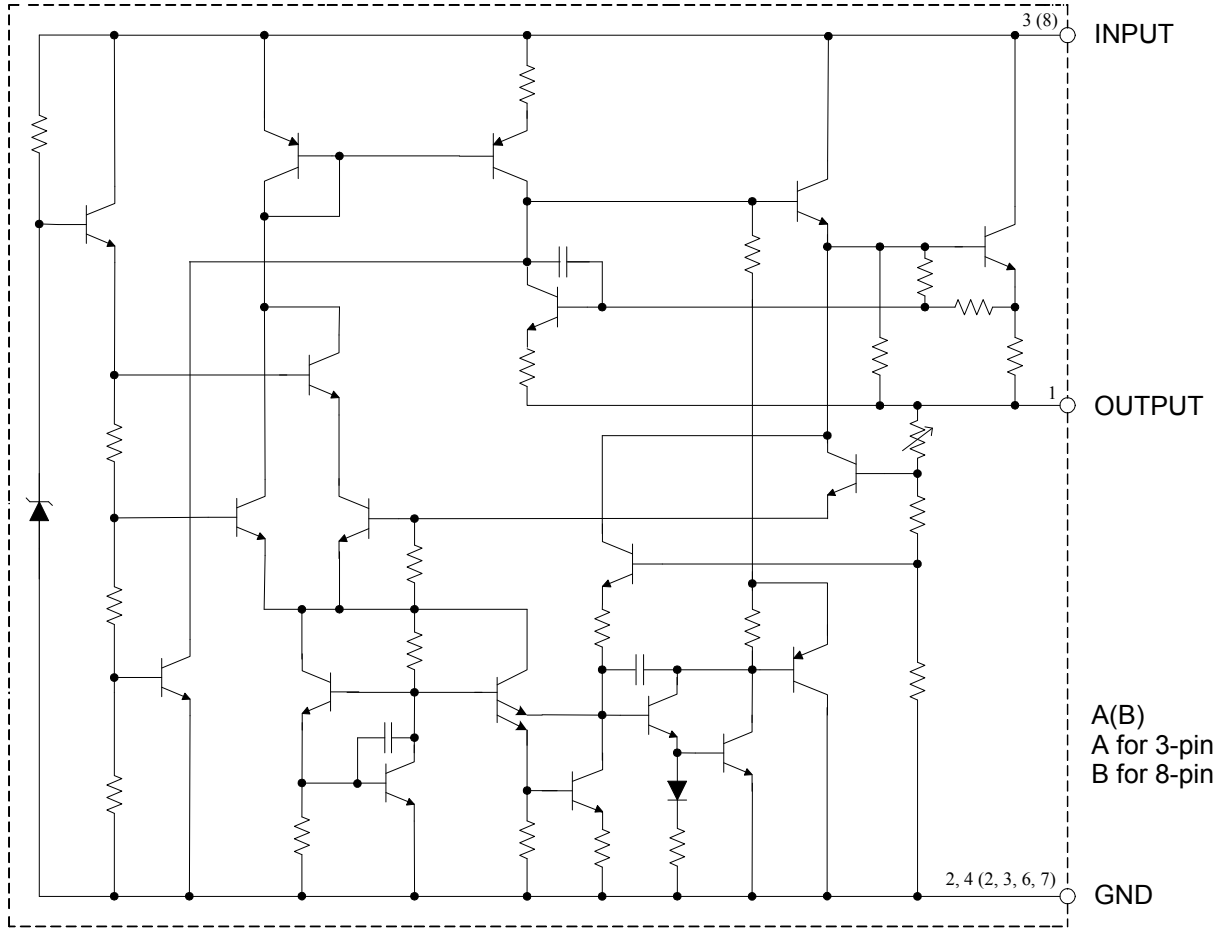 3 (8)
INPUT
1
OUTPUT
A(B)
A for 3-pin
B for 8-pin
2, 4 (2, 3, 6, 7)
GND